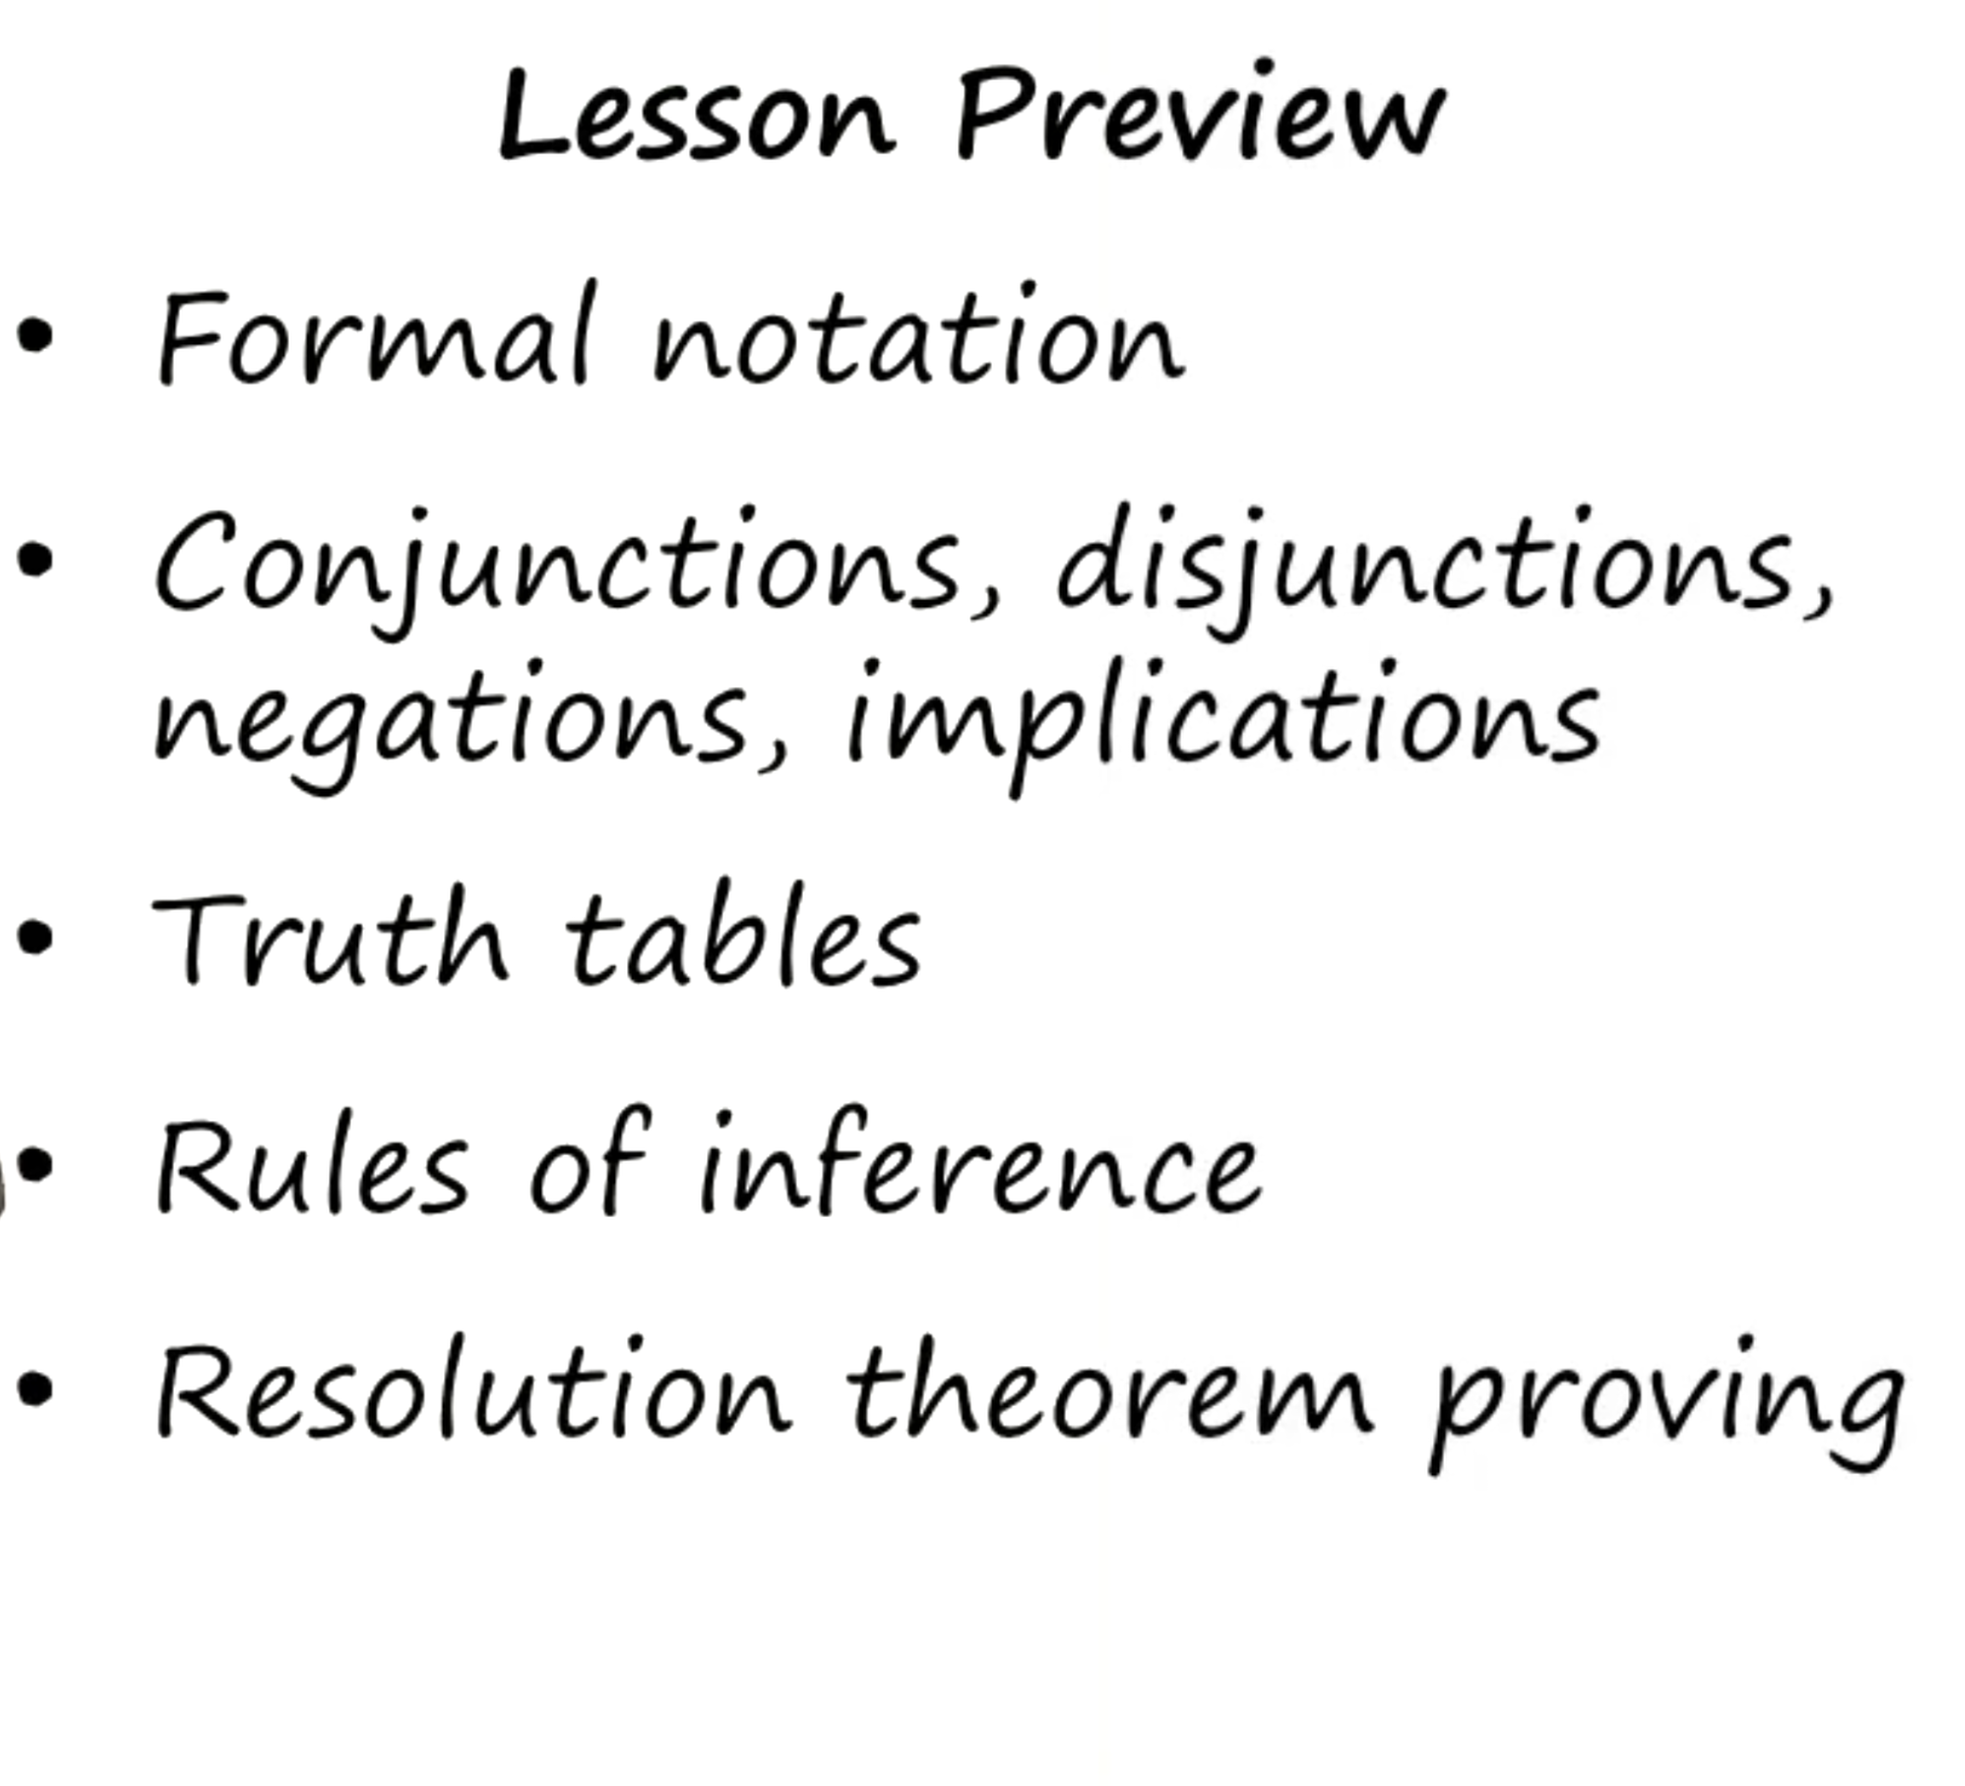 Lesson Preview
• Formal notation
• Conjunctions, disjunctions,
negations, implications
• Truth tables
• Rules of inference
• Resolution theorem proving